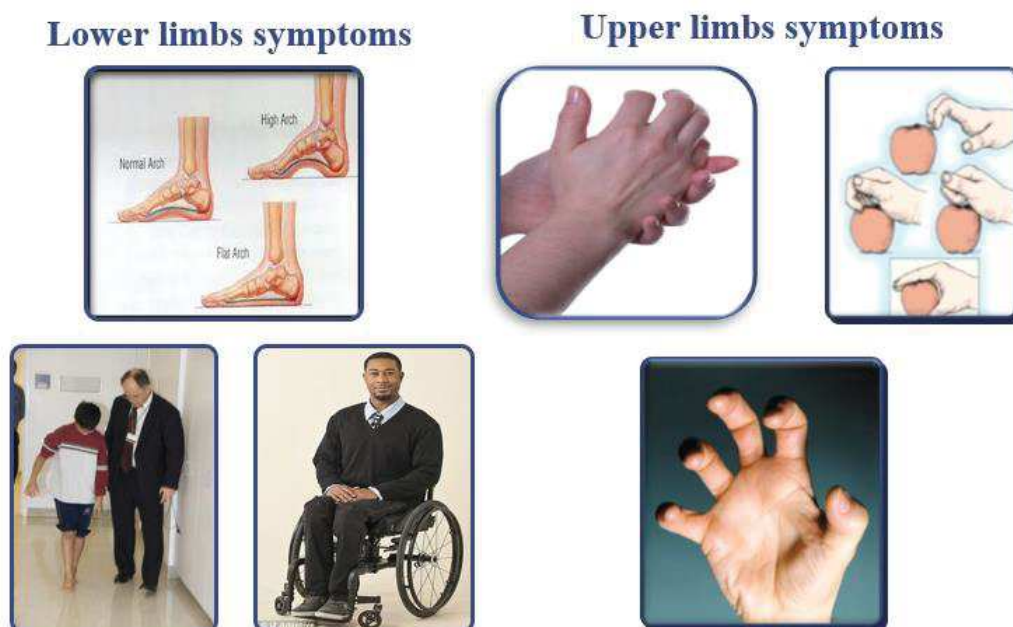 Lower limbs symptoms
Upper limbs symptoms
High Arch
Normal Arch
Flat Arch